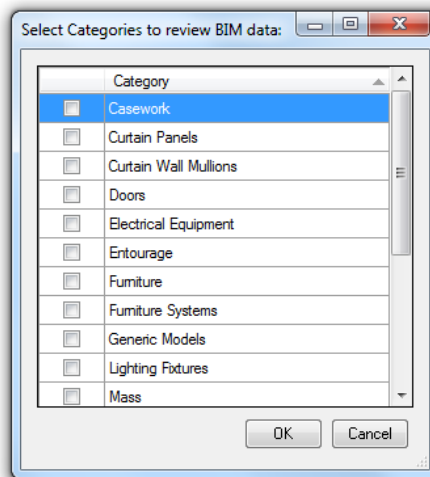 Select Categories to review BIM data:
Category
Casework
Curtain Panels
Curtain Wall Mullions
Doors
Electrical Equipment
Entourage
Furniture
Furniture Systems
Generic Models
Lighting Fixtures
Mass
OK Cancel